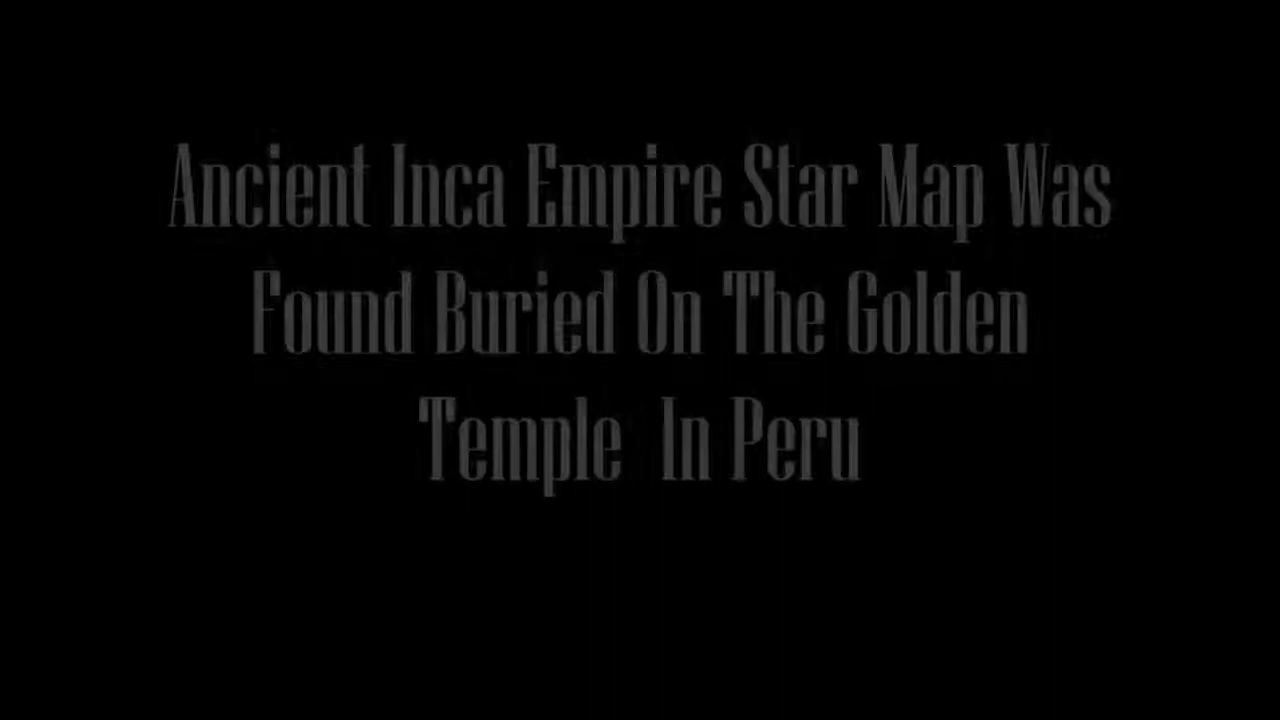 Ancient Inca Empire Star Map Was
Found Buried On The Golden
Temple In Peru